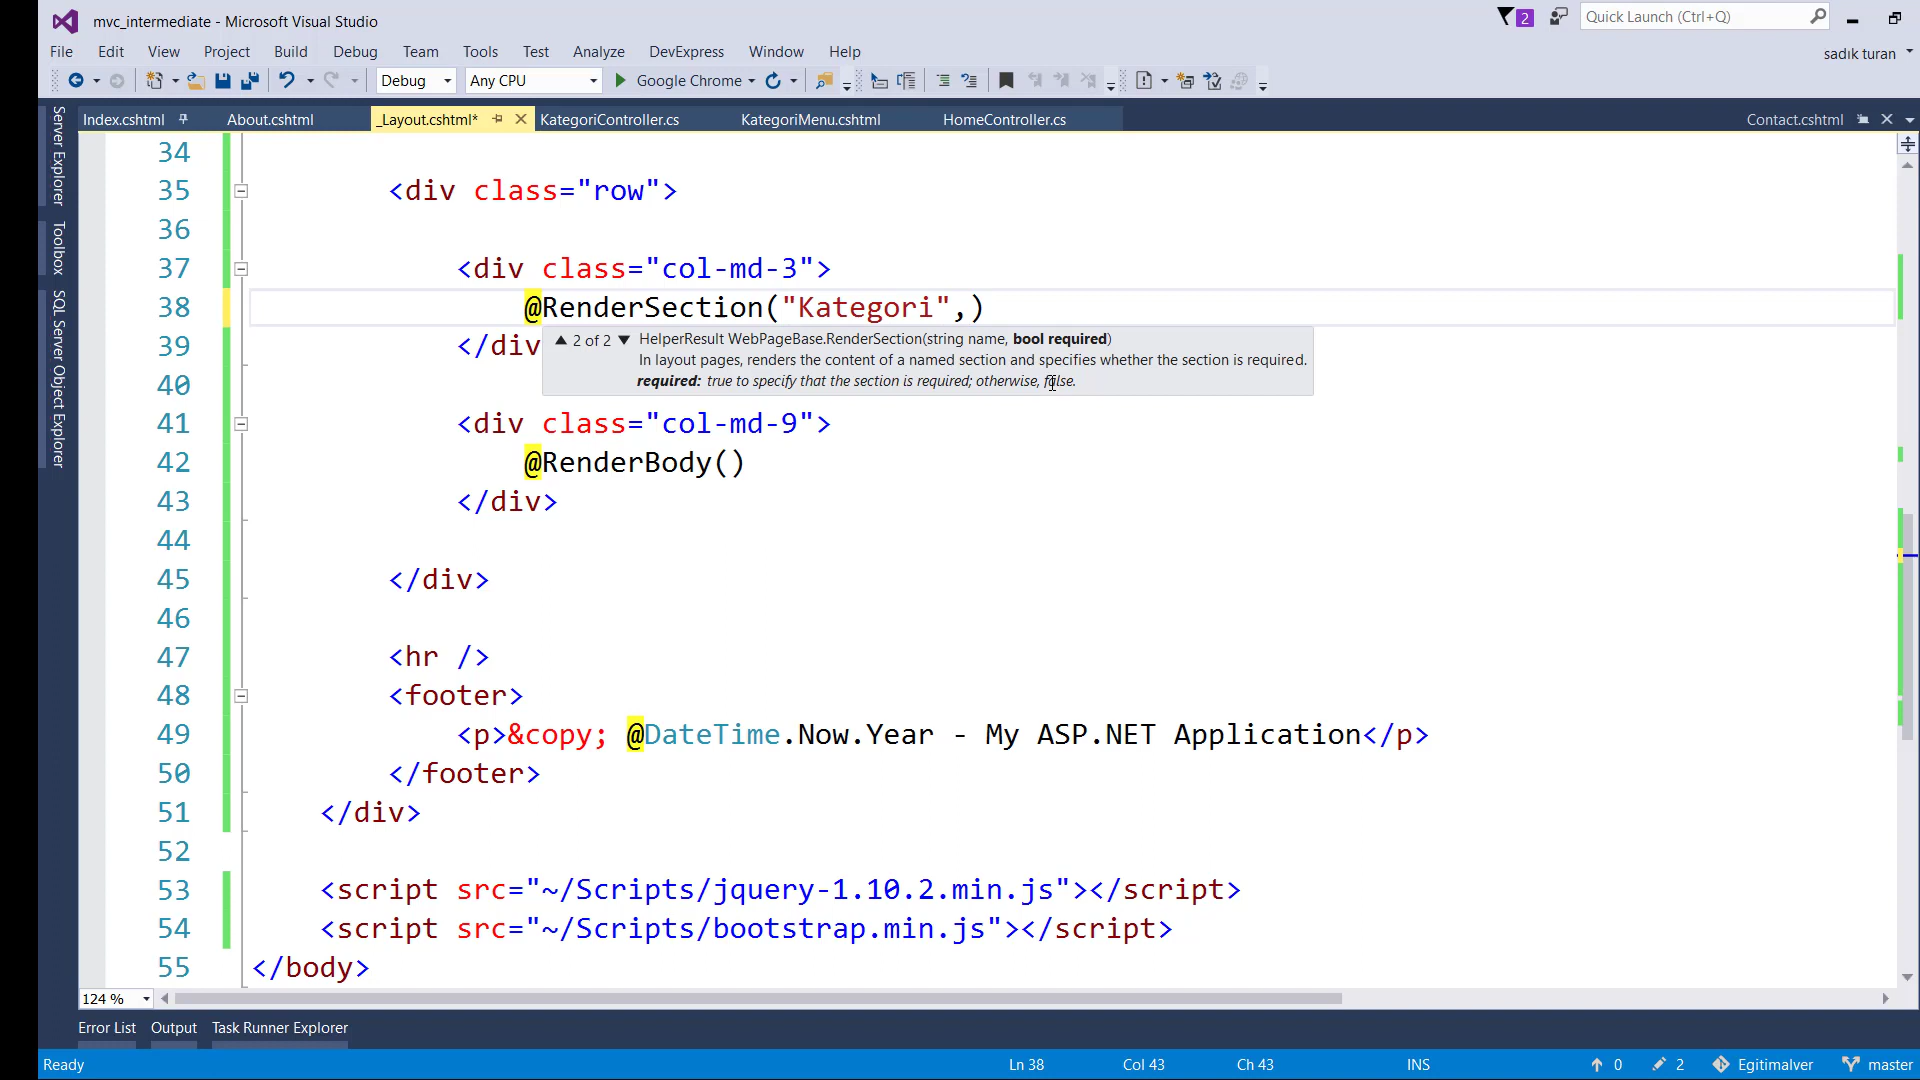 mvc_intermediate - Microsoft Visual Studio
2
Quick Launch (Ctrl+Q)
File Edit View Project Build Debug Team Tools Test Analyze DevExpress Window Help
sadık turan
Debug Any CPU Google Chrome
Index.cshtml About.cshtml _Layout.cshtml* KategoriController.cs KategoriMenu.cshtml HomeController.cs Contact.cshtml
Server Explorer
Toolbox
SQL Server Object Explorer
34
35 <div class="row">
36
37 <div class="col-md-3">
38 @RenderSection("Kategori",)
39 </div
2 of 2 HelperResult WebPageBase.RenderSection(string name, bool required)
In layout pages, renders the content of a named section and specifies whether the section is required.
required: true to specify that the section is required; otherwise, false.
40
41 <div class="col-md-9">
42 @RenderBody()
43 </div>
44
45 </div>
46
47 <hr />
48 <footer>
49 <p>&copy; @DateTime.Now.Year - My ASP.NET Application</p>
50 </footer>
51 </div>
52
53 <script src="~/Scripts/jquery-1.10.2.min.js"></script>
54 <script src="~/Scripts/bootstrap.min.js"></script>
55 </body>
124 %
Error List Output Task Runner Explorer
Ready Ln 38 Col 43 Ch 43 INS 0 2 Egitimalver master